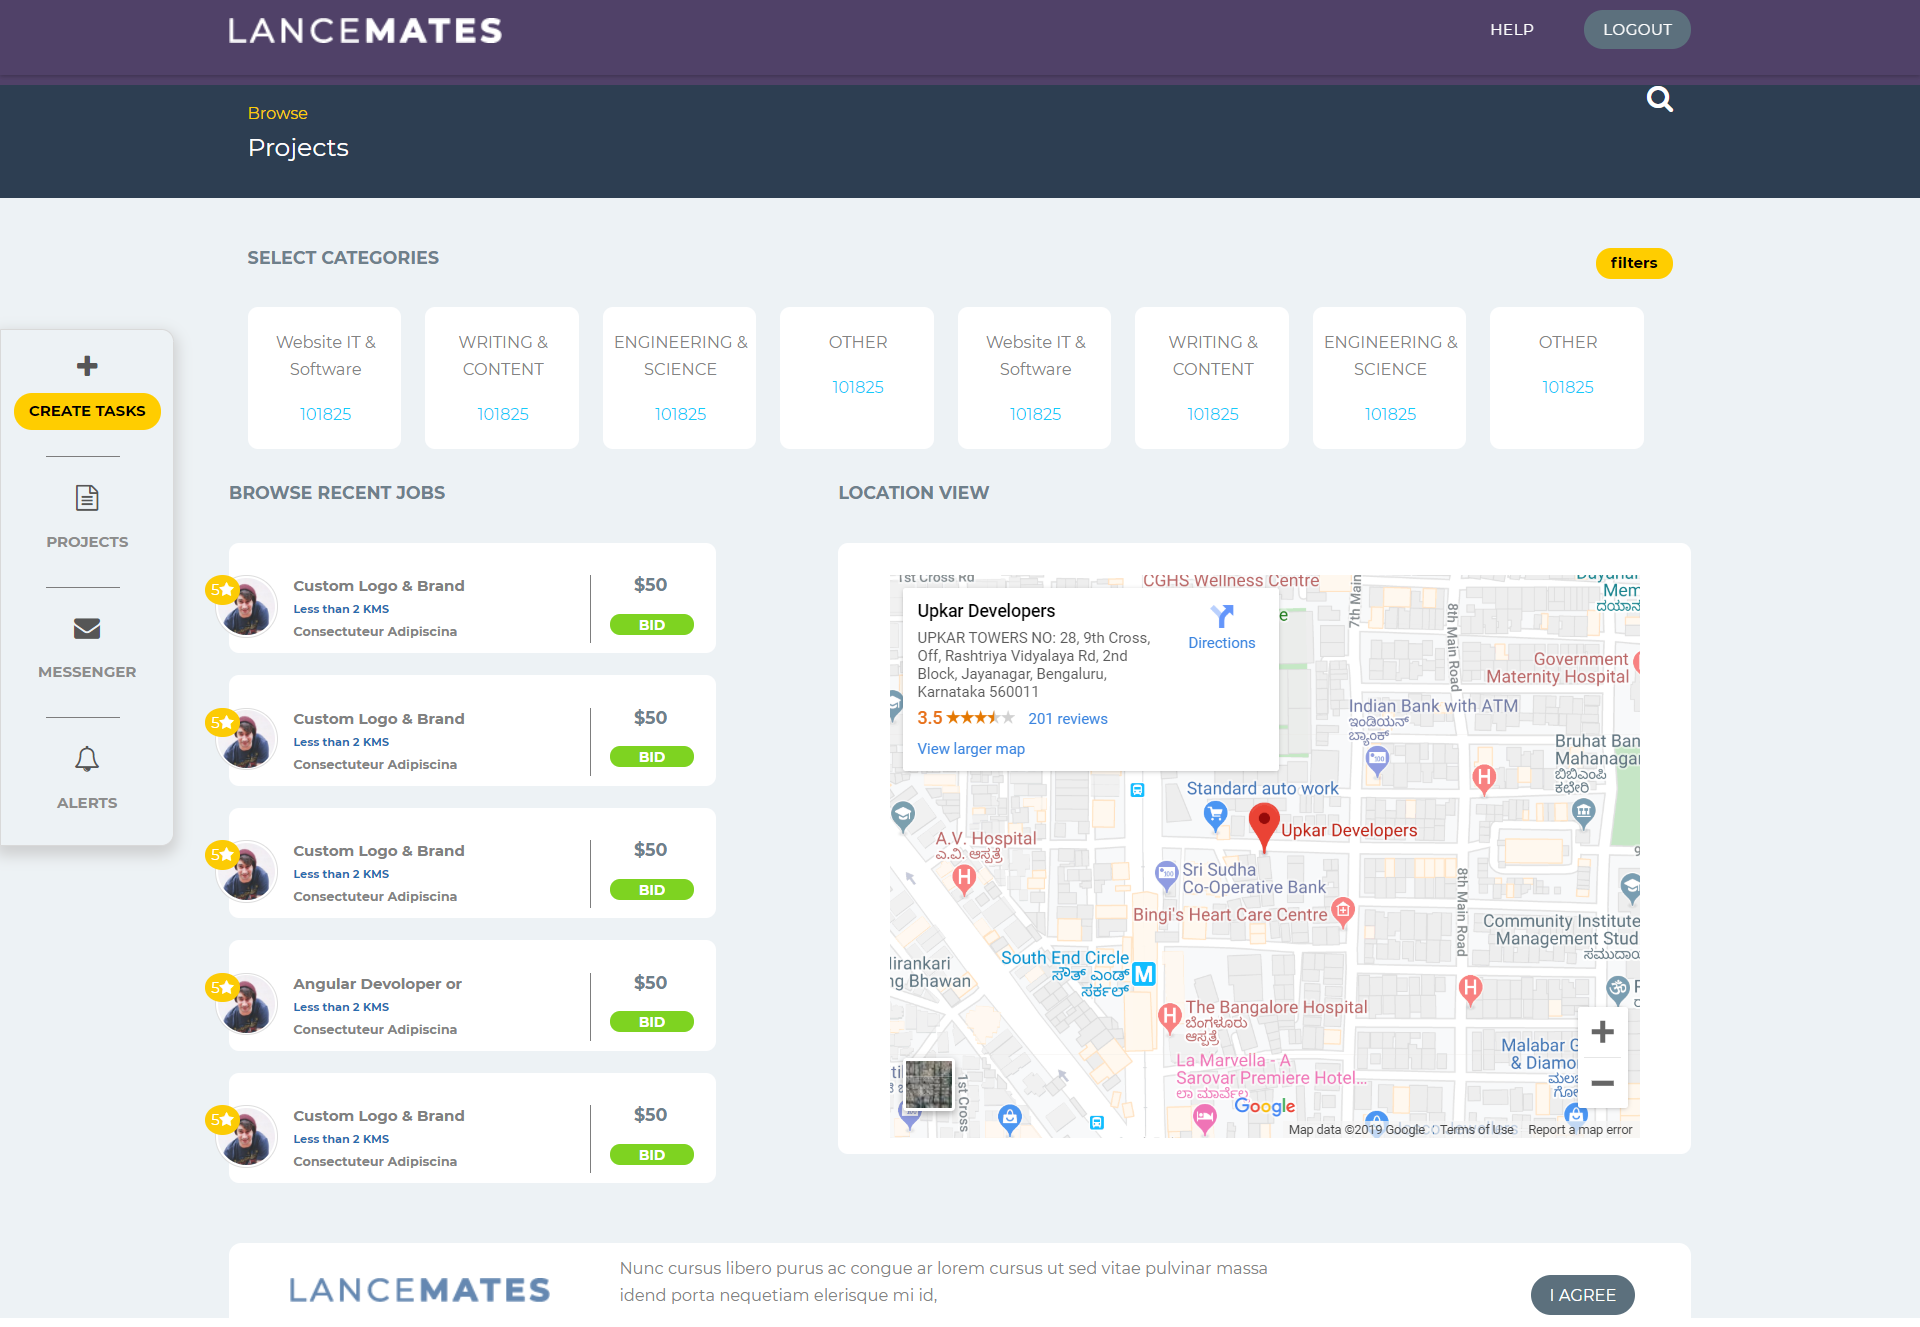 LANCEMATES
HELP
LOGOUT
Browse
Projects
SELECT CATEGORIES
filters
Website IT &
Software
101825
WRITING &
CONTENT
101825
ENGINEERING &
SCIENCE
101825
OTHER
101825
Website IT &
Software
101825
WRITING &
CONTENT
101825
ENGINEERING &
SCIENCE
101825
OTHER
101825
CREATE TASKS
PROJECTS
MESSENGER
ALERTS
BROWSE RECENT JOBS
5
Custom Logo & Brand
Less than 2 KMS
Consectuteur Adipiscina
$50
BID
5
Custom Logo & Brand
Less than 2 KMS
Consectuteur Adipiscina
$50
BID
5
Custom Logo & Brand
Less than 2 KMS
Consectuteur Adipiscina
$50
BID
5
Angular Devoloper or
Less than 2 KMS
Consectuteur Adipiscina
$50
BID
5
Custom Logo & Brand
Less than 2 KMS
Consectuteur Adipiscina
$50
BID
LOCATION VIEW
1st Cross Rd
CGHS Wellness Centre
Upkar Developers
UPKAR TOWERS NO: 28, 9th Cross,
Off, Rashtriya Vidyalaya Rd, 2nd
Block, Jayanagar, Bengaluru,
Karnataka 560011
3.5
201 reviews
View larger map
Directions
7th Main
8th Main Road
Mem
ದಯಾನ
Government
Maternity Hospital
Indian Bank with ATM
ಇಂಡಿಯನ್
ಬ್ಯಾಂಕ್
Bruhat Ban
Mahanagar
ಬಿಬಿಎಂಪಿ
ಕಛೇರಿ
Standard auto work
Upkar Developers
A.V. Hospital
ಎ.ವಿ. ಆಸ್ಪತ್ರೆ
Sri Sudha
Co-Operative Bank
Bingi's Heart Care Centre
8th Main Road
Community Institute
Management Stud
ಸಮುದಾಯ
South End Circle
ಸೌತ್ ಎಂಡ್
ಸರ್ಕಲ್
M
irankari
ng Bhawan
The Bangalore Hospital
ಬೆಂಗಳೂರು
ಆಸ್ಪತ್ರೆ
La Marvella - A
Sarovar Premiere Hotel...
ಲಾ ಮಾರ್ವೆಲ್ಲ
Malabar G
& Diamo
ಮಲಬ
ಗೋ
1st Cross
Google
Map data ©2019 Google
Terms of Use
Report a map error
LANCEMATES
Nunc cursus libero purus ac congue ar lorem cursus ut sed vitae pulvinar massa
idend porta nequetiam elerisque mi id,
I AGREE